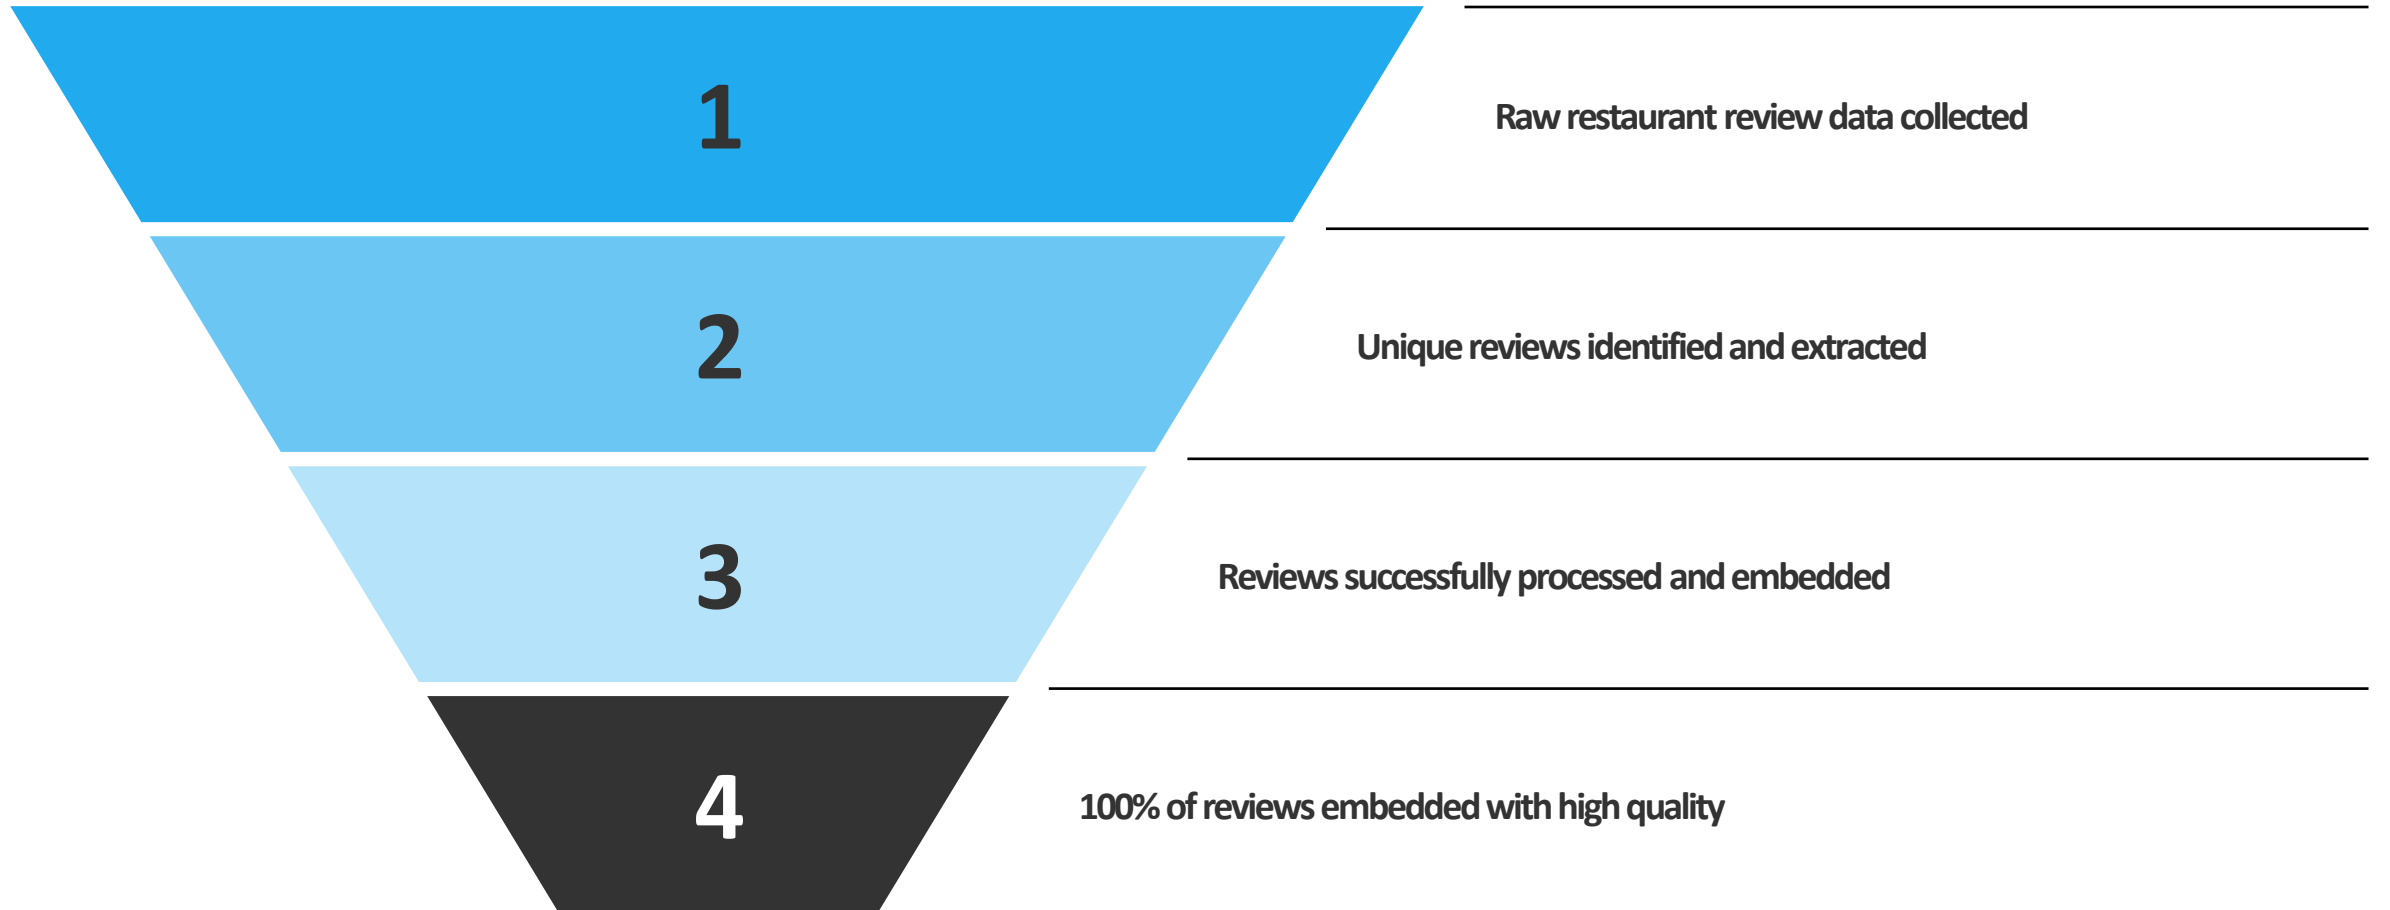 1
Raw restaurant review data collected
2
Unique reviews identified and extracted
3
Reviews successfully processed and embedded
4
100% of reviews embedded with high quality